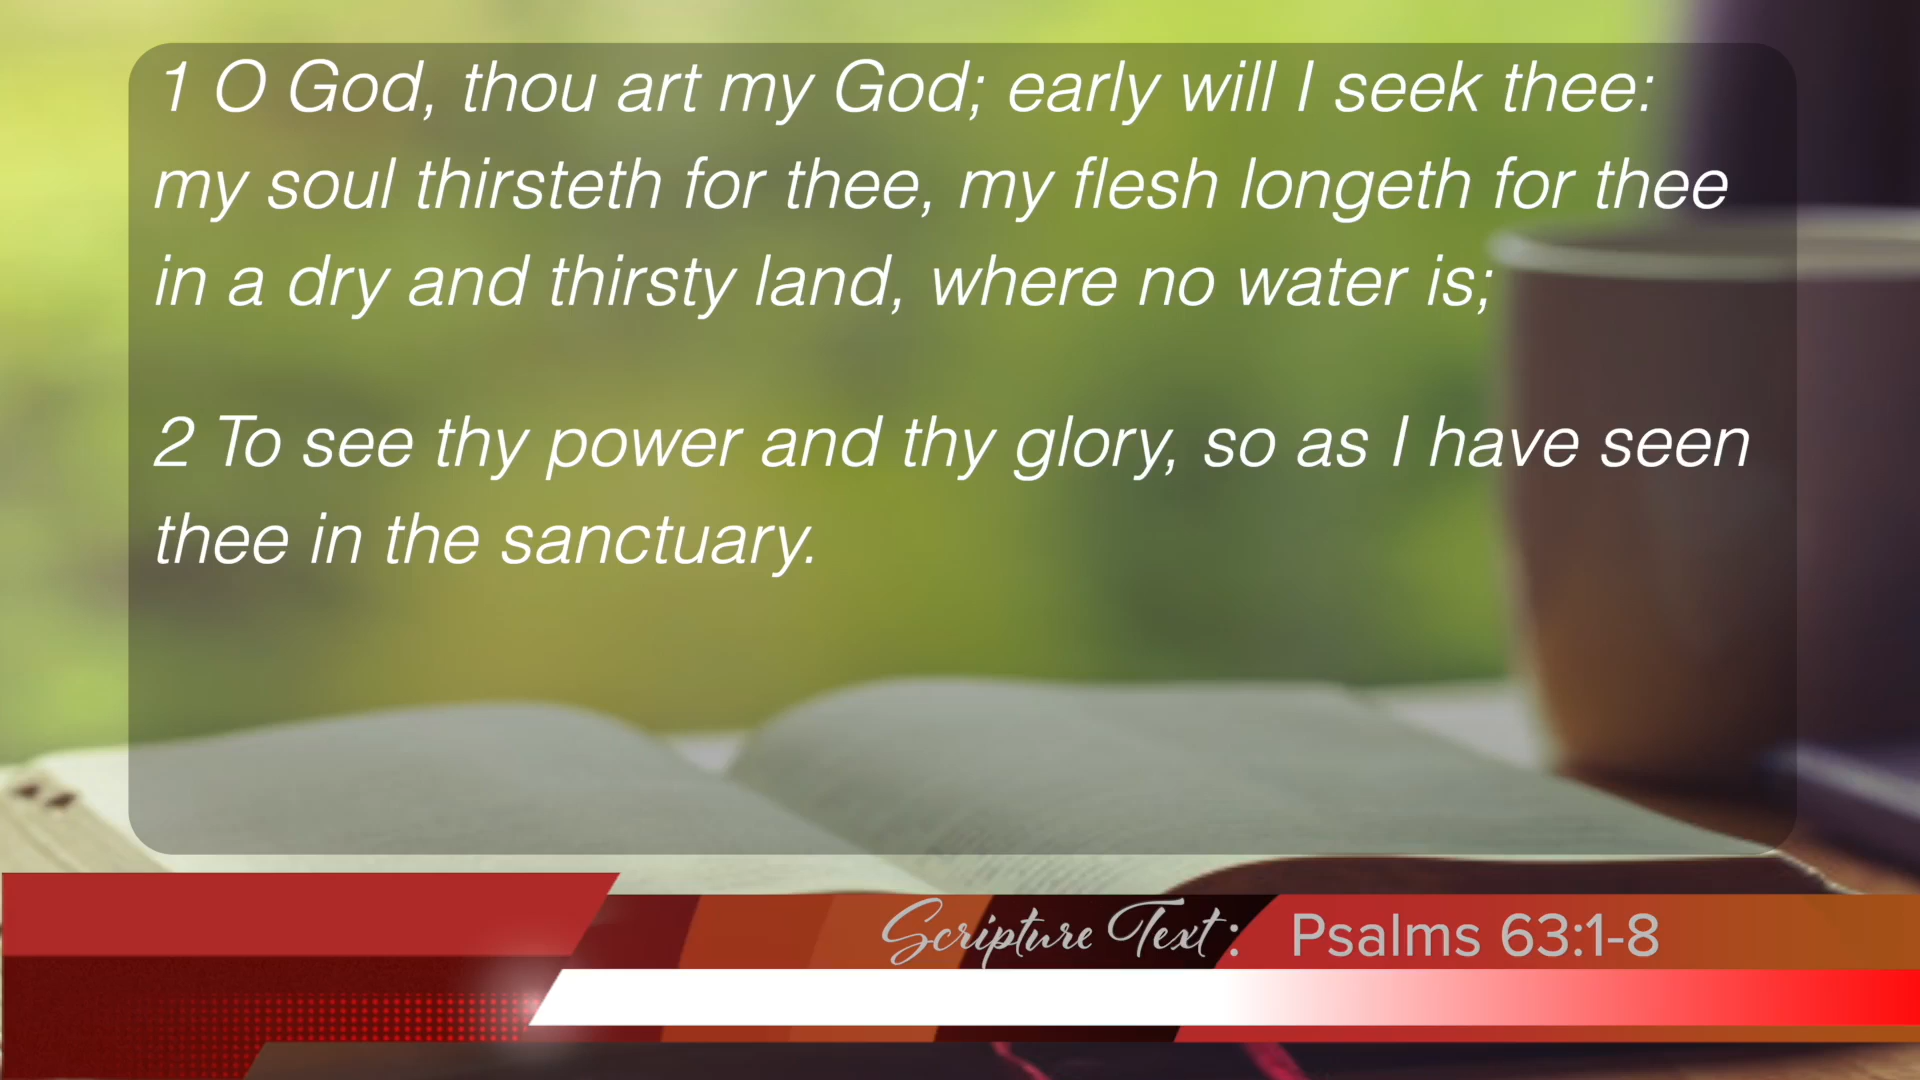 1 O God, thou art my God; early will I seek thee:
my soul thirsteth for thee, my flesh longeth for thee
in a dry and thirsty land, where no water is;
2 To see thy power and thy glory, so as I have seen
thee in the sanctuary.
Scripture Text: Psalms 63:1-8